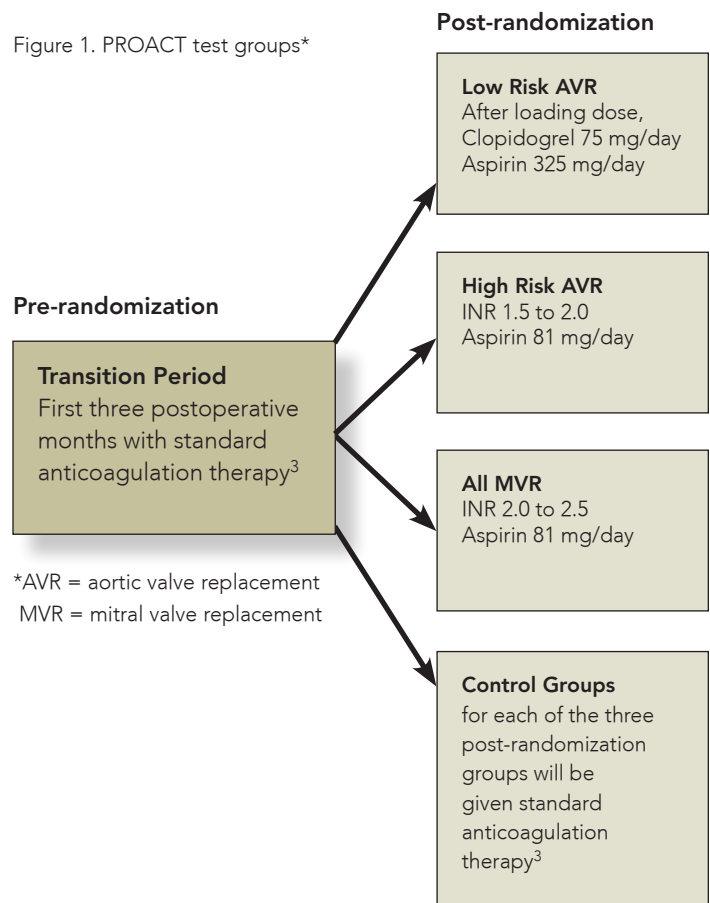 Figure 1. PROACT test groups*
Pre-randomization
Transition Period
First three postoperative
months with standard
anticoagulation therapy3
*AVR = aortic valve replacement
MVR = mitral valve replacement
Post-randomization
Low Risk AVR
After loading dose,
Clopidogrel 75 mg/day
Aspirin 325 mg/day
High Risk AVR
INR 1.5 to 2.0
Aspirin 81 mg/day
All MVR
INR 2.0 to 2.5
Aspirin 81 mg/day
Control Groups
for each of the three
post-randomization
groups will be
given standard
anticoagulation
therapy3